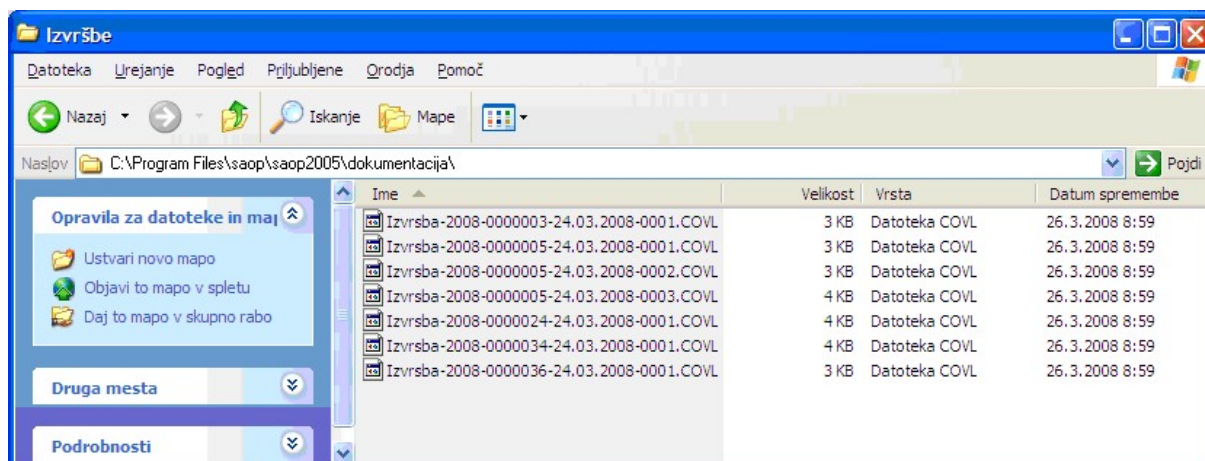 Izvršbe
Datoteka Urejanje Pogled Priljubljene Orodja Pomoč
Nazaj Iskanje Mape
Naslov C:\Program Files\saop\saop2005\dokumentacija\ Pojdi
Opravila za datoteke in map
Ustvari novo mapo
Objavi to mapo v spletu
Daj to mapo v skupno rabo
Druga mesta
Podrobnosti
Ime Velikost Vrsta Datum spremembe
Izvrsba-2008-0000003-24.03.2008-0001.COVL 3 KB Datoteka COVL 26.3.2008 8:59
Izvrsba-2008-0000005-24.03.2008-0001.COVL 3 KB Datoteka COVL 26.3.2008 8:59
Izvrsba-2008-0000005-24.03.2008-0002.COVL 3 KB Datoteka COVL 26.3.2008 8:59
Izvrsba-2008-0000005-24.03.2008-0003.COVL 4 KB Datoteka COVL 26.3.2008 8:59
Izvrsba-2008-0000024-24.03.2008-0001.COVL 4 KB Datoteka COVL 26.3.2008 8:59
Izvrsba-2008-0000034-24.03.2008-0001.COVL 4 KB Datoteka COVL 26.3.2008 8:59
Izvrsba-2008-0000036-24.03.2008-0001.COVL 3 KB Datoteka COVL 26.3.2008 8:59